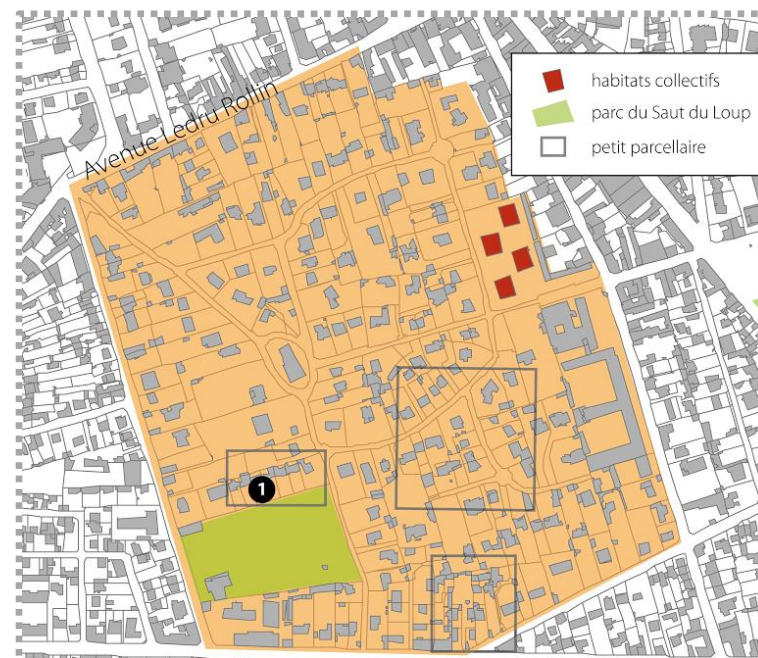 Avenue Ledru Rollin
habitats collectifs
parc du Saut du Loup
petit parcellaire
1